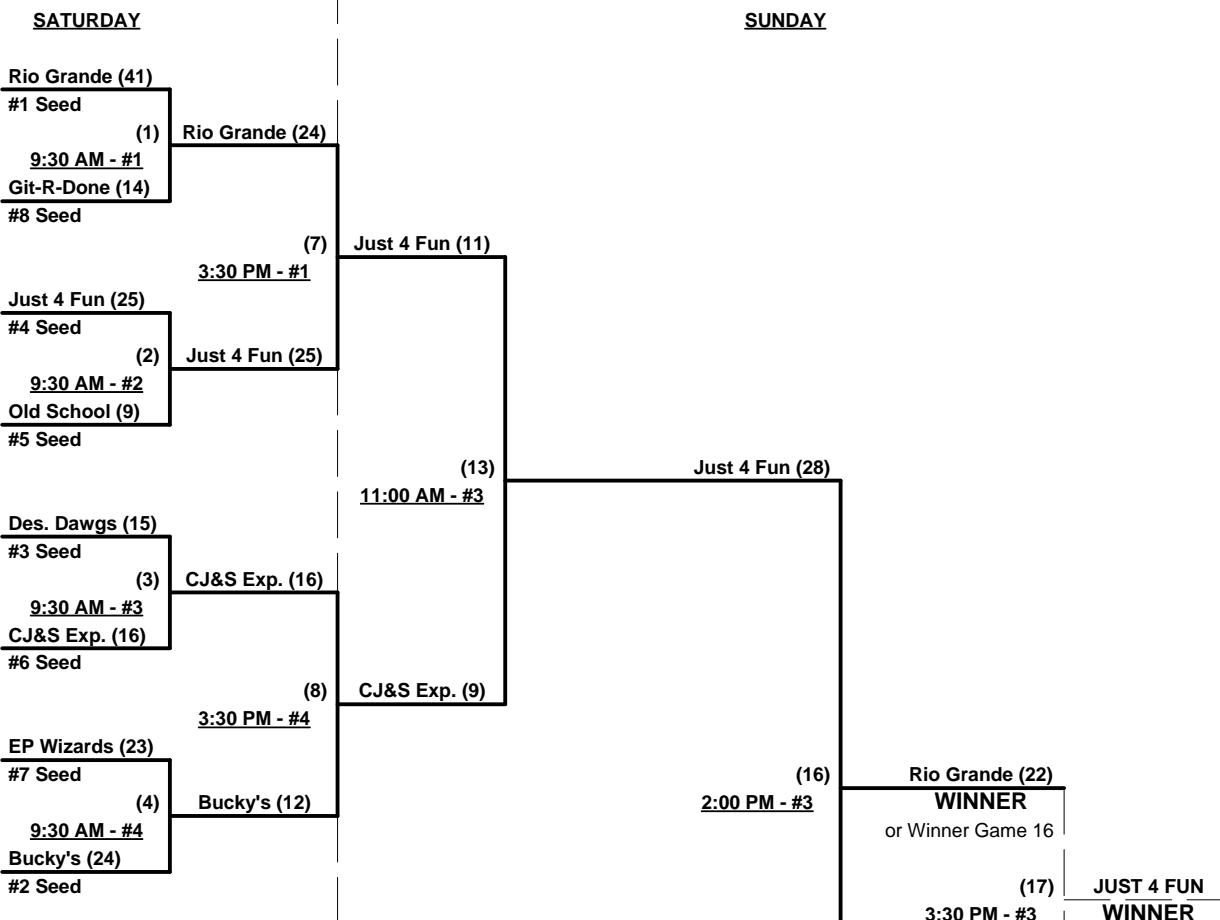 SATURDAY
SUNDAY
Rio Grande (41)
#1 Seed
(1)
9:30 AM - #1
Git-R-Done (14)
#8 Seed
Rio Grande (24)
(7)
3:30 PM - #1
Just 4 Fun (11)
Just 4 Fun (25)
#4 Seed
(2)
9:30 AM - #2
Old School (9)
#5 Seed
Just 4 Fun (25)
(13)
11:00 AM - #3
Just 4 Fun (28)
Des. Dawgs (15)
#3 Seed
(3)
9:30 AM - #3
CJ&S Exp. (16)
#6 Seed
CJ&S Exp. (16)
(8)
3:30 PM - #4
CJ&S Exp. (9)
EP Wizards (23)
#7 Seed
(4)
9:30 AM - #4
Bucky's (24)
#2 Seed
Bucky's (12)
(16)
2:00 PM - #3
Rio Grande (22)
WINNER
or Winner Game 16
(17)
3:30 PM - #3
JUST 4 FUN
WINNER